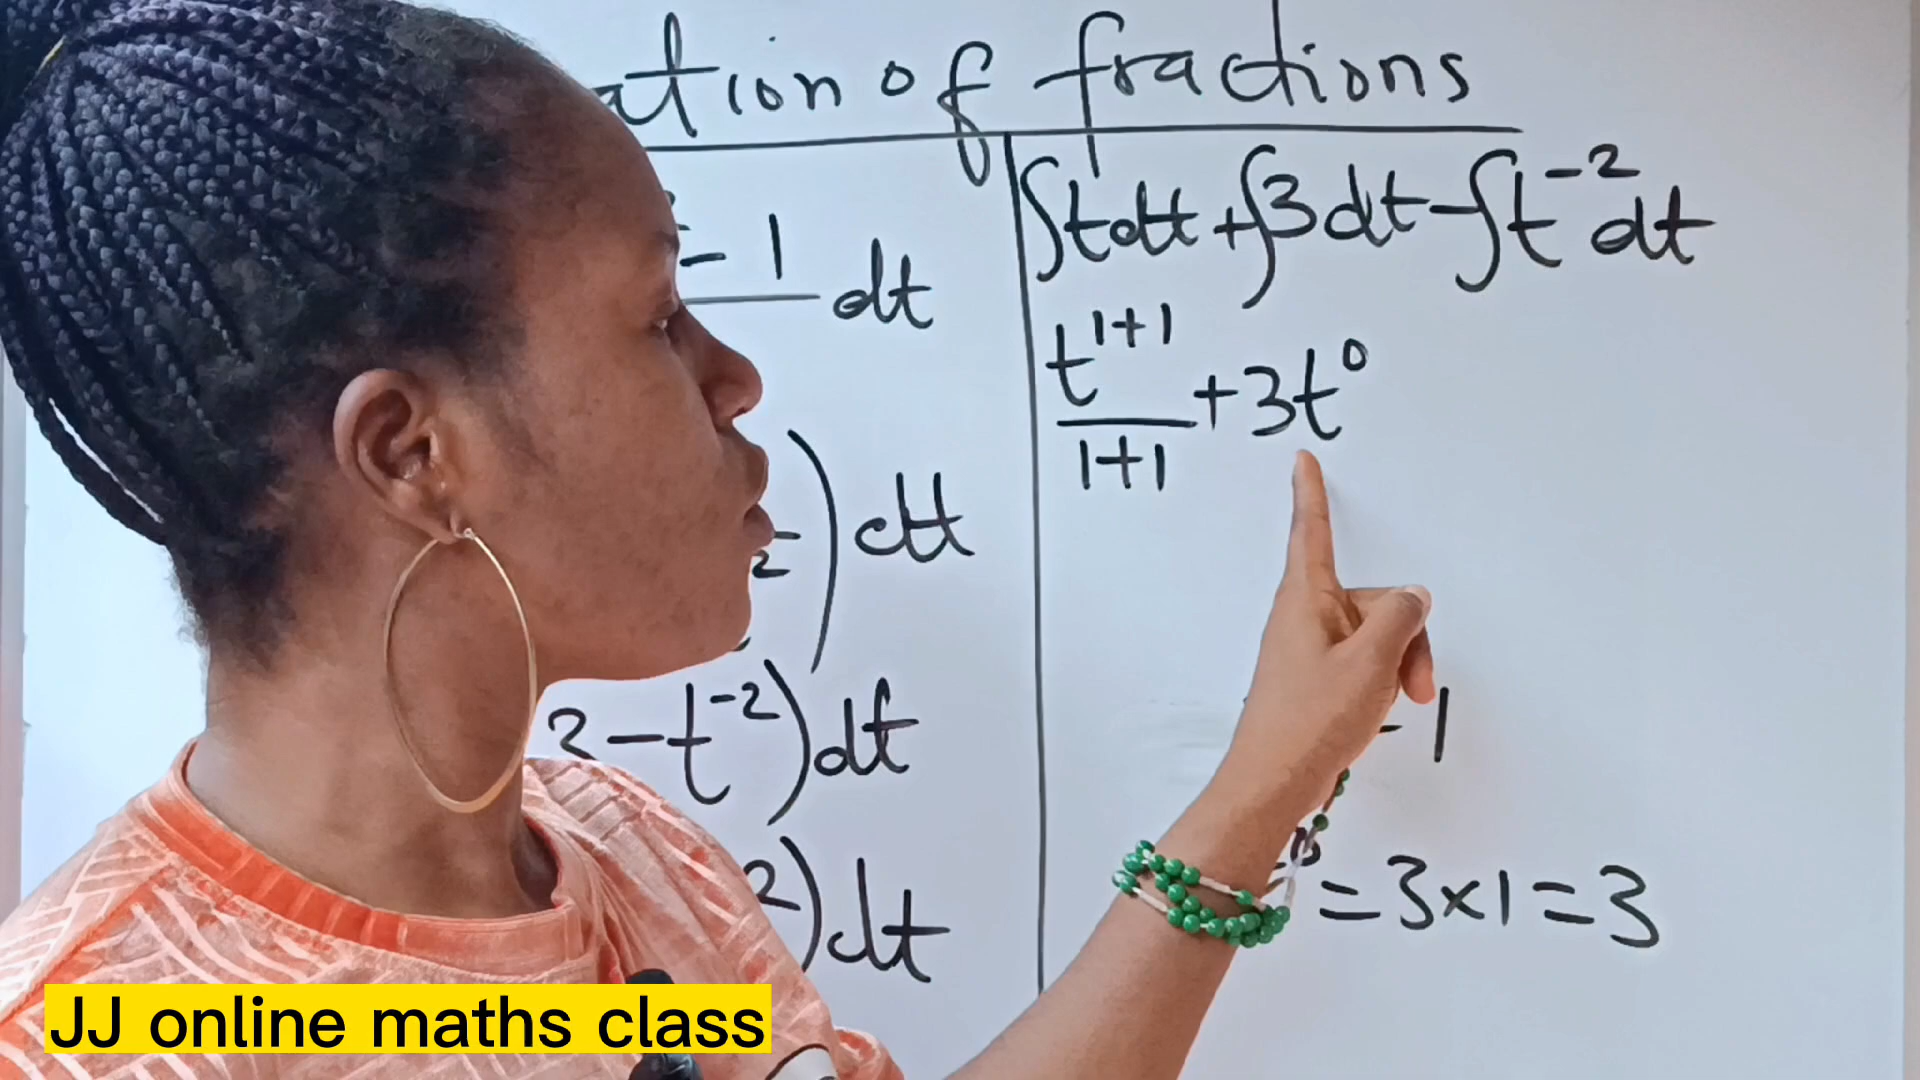 of fractions
- 1 dt
) dt
3 - t⁻²) dt
²) dt
∫tdt + ∫3dt - ∫t⁻²dt
t¹⁺¹/1+1 + 3t⁰
- 1
= 3×1 = 3
JJ online maths class